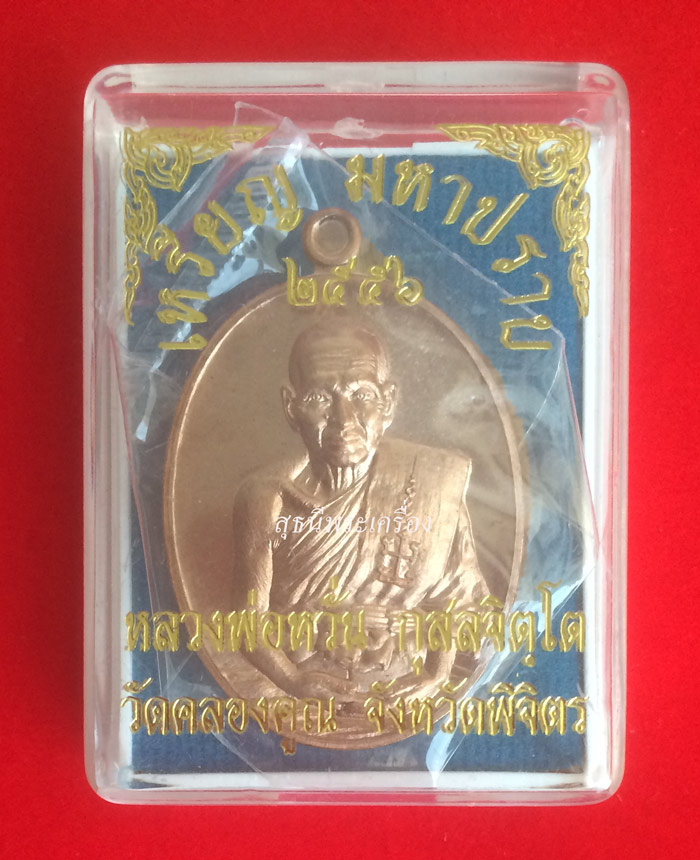 เหรียญ มหาปราบ
๒๕๕๖
สุธนีพระเครื่อง
หลวงพ่อหวั่น กุสลจิตฺโต
วัดคลองคูณ จังหวัดพิจิตร